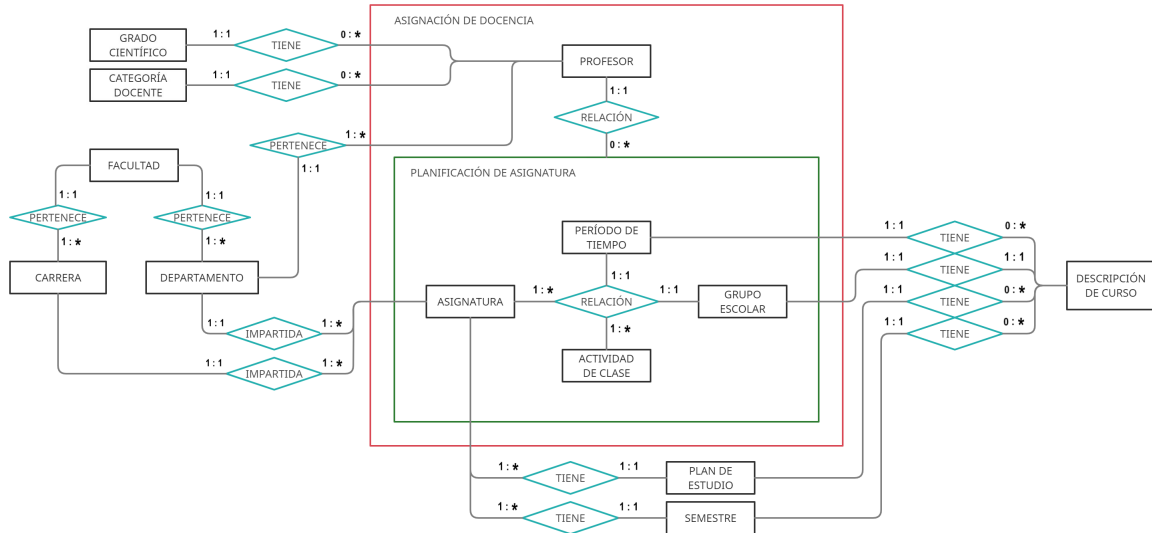 ASIGNACIÓN DE DOCENCIA
GRADO
CIENTÍFICO
1 : 1
TIENE
0 : *
CATEGORÍA
DOCENTE
1 : 1
TIENE
0 : *
PROFESOR
1 : 1
RELACIÓN
0 : *
PERTENECE
1 : *
1 : 1
FACULTAD
1 : 1
1 : 1
PERTENECE
PERTENECE
1 : *
1 : *
CARRERA
DEPARTAMENTO
PLANIFICACIÓN DE ASIGNATURA
PERÍODO DE
TIEMPO
1 : 1
ASIGNATURA
1 : *
RELACIÓN
1 : 1
GRUPO
ESCOLAR
1 : *
ACTIVIDAD
DE CLASE
1 : 1
IMPARTIDA
1 : *
1 : 1
IMPARTIDA
1 : *
1 : 1
TIENE
0 : *
1 : 1
TIENE
1 : 1
1 : 1
TIENE
0 : *
1 : 1
TIENE
0 : *
DESCRIPCIÓN
DE CURSO
1 : *
TIENE
1 : 1
PLAN DE
ESTUDIO
1 : *
TIENE
1 : 1
SEMESTRE